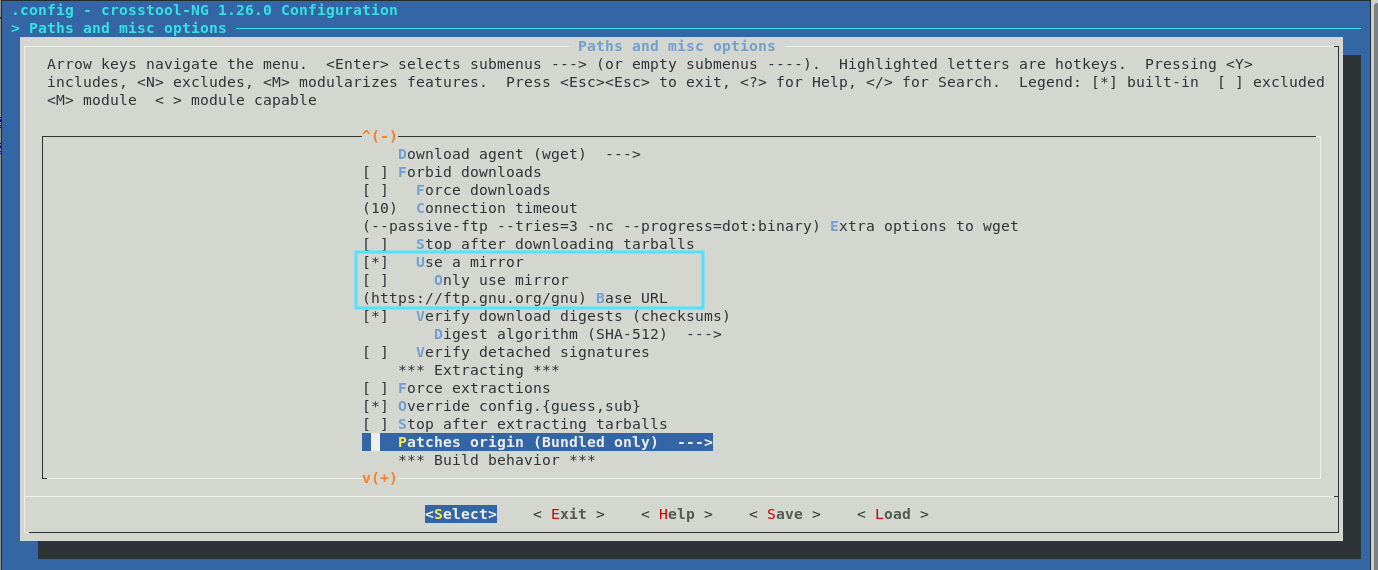 .config - crosstool-NG 1.26.0 Configuration
> Paths and misc options
Paths and misc options
Arrow keys navigate the menu.  <Enter> selects submenus ---> (or empty submenus ----).  Highlighted letters are hotkeys.  Pressing <Y>
includes, <N> excludes, <M> modularizes features.  Press <Esc><Esc> to exit, <?> for Help, </> for Search.  Legend: [*] built-in  [ ] excluded
<M> module  < > module capable
^(-)
Download agent (wget)  --->
[ ] Forbid downloads
[ ]   Force downloads
(10)  Connection timeout
(--passive-ftp --tries=3 -nc --progress=dot:binary) Extra options to wget
[ ]   Stop after downloading tarballs
[*]   Use a mirror
[ ]     Only use mirror
(https://ftp.gnu.org/gnu) Base URL
[*]   Verify download digests (checksums)
Digest algorithm (SHA-512)  --->
[ ]   Verify detached signatures
*** Extracting ***
[ ] Force extractions
[*] Override config.{guess,sub}
[ ] Stop after extracting tarballs
Patches origin (Bundled only)  --->
*** Build behavior ***
v(+)
<Select>    < Exit >    < Help >    < Save >    < Load >